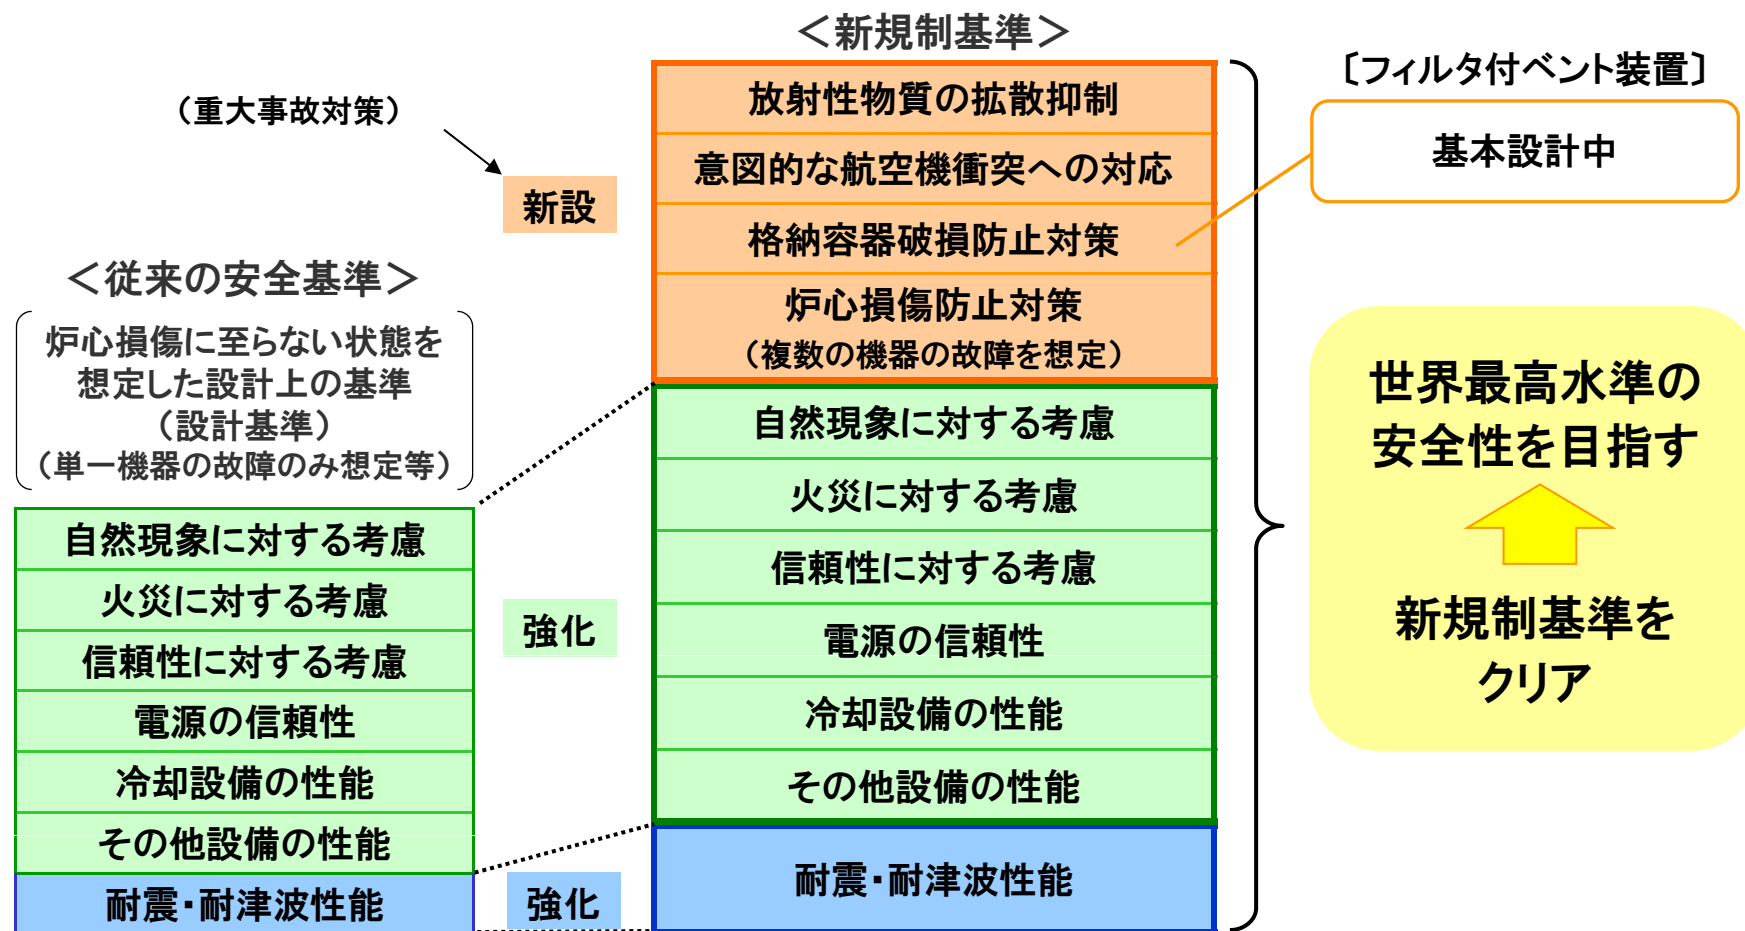 ＜新規制基準＞
放射性物質の拡散抑制
意図的な航空機衝突への対応
格納容器破損防止対策
炉心損傷防止対策
（複数の機器の故障を想定）
自然現象に対する考慮
火災に対する考慮
信頼性に対する考慮
電源の信頼性
冷却設備の性能
その他設備の性能
耐震・耐津波性能
（重大事故対策）
新設
強化
強化
＜従来の安全基準＞
炉心損傷に至らない状態を
想定した設計上の基準
（設計基準）
（単一機器の故障のみ想定等）
自然現象に対する考慮
火災に対する考慮
信頼性に対する考慮
電源の信頼性
冷却設備の性能
その他設備の性能
耐震・耐津波性能
〔フィルタ付ベント装置〕
基本設計中
世界最高水準の
安全性を目指す
新規制基準を
クリア